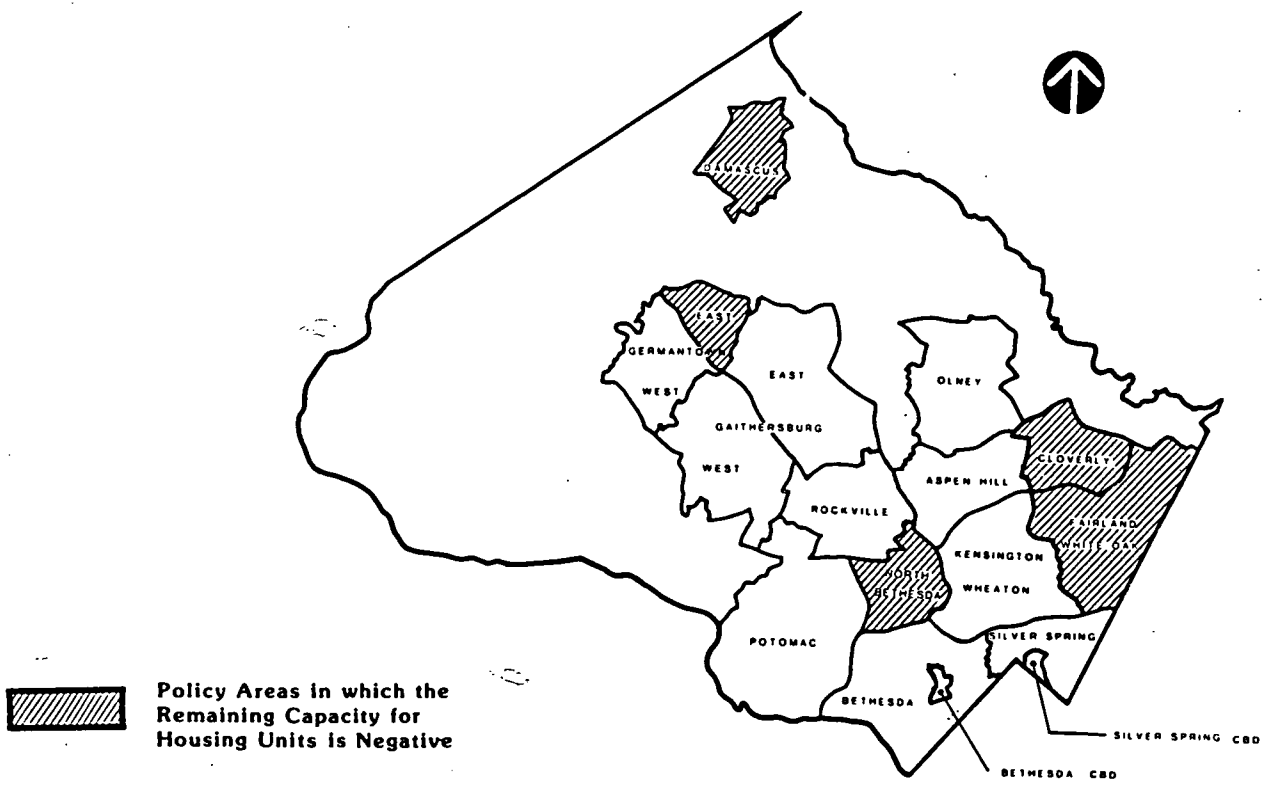 DAMASCUS
EAST
GERMANTOWN
WEST
EAST
GAITHERSBURG
WEST
OLNEY
CLOVERLY
ASPEN HILL
ROCKVILLE
FAIRLAND
WHITE OAK
KENSINGTON
WHEATON
NORTH
BETHESDA
POTOMAC
SILVER SPRING
BETHESDA
SILVER SPRING CBD
BETHESDA CBD
Policy Areas in which the
Remaining Capacity for
Housing Units is Negative